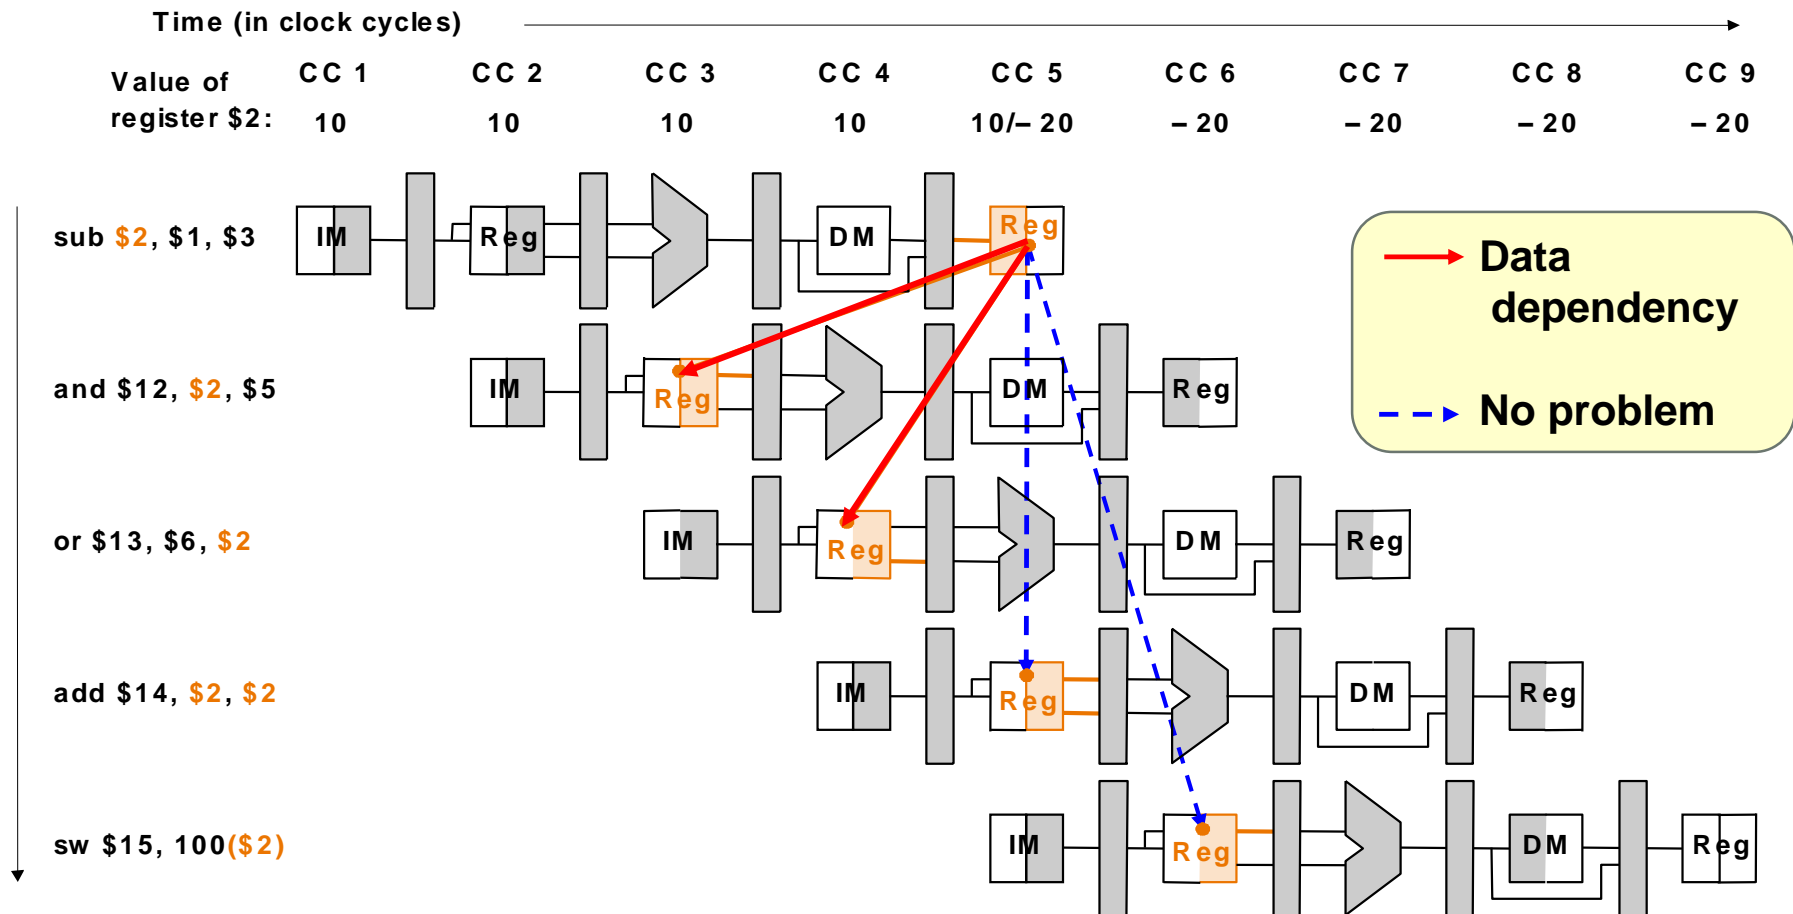 Time (in clock cycles)
Value of register $2:
CC 1 CC 2 CC 3 CC 4 CC 5 CC 6 CC 7 CC 8 CC 9
10 10 10 10 10/– 20 – 20 – 20 – 20 – 20
sub $2, $1, $3
IM Reg DM Reg
Data
dependency
No problem
and $12, $2, $5
IM Reg DM Reg
or $13, $6, $2
IM Reg DM Reg
add $14, $2, $2
IM Reg DM Reg
sw $15, 100($2)
IM Reg DM Reg